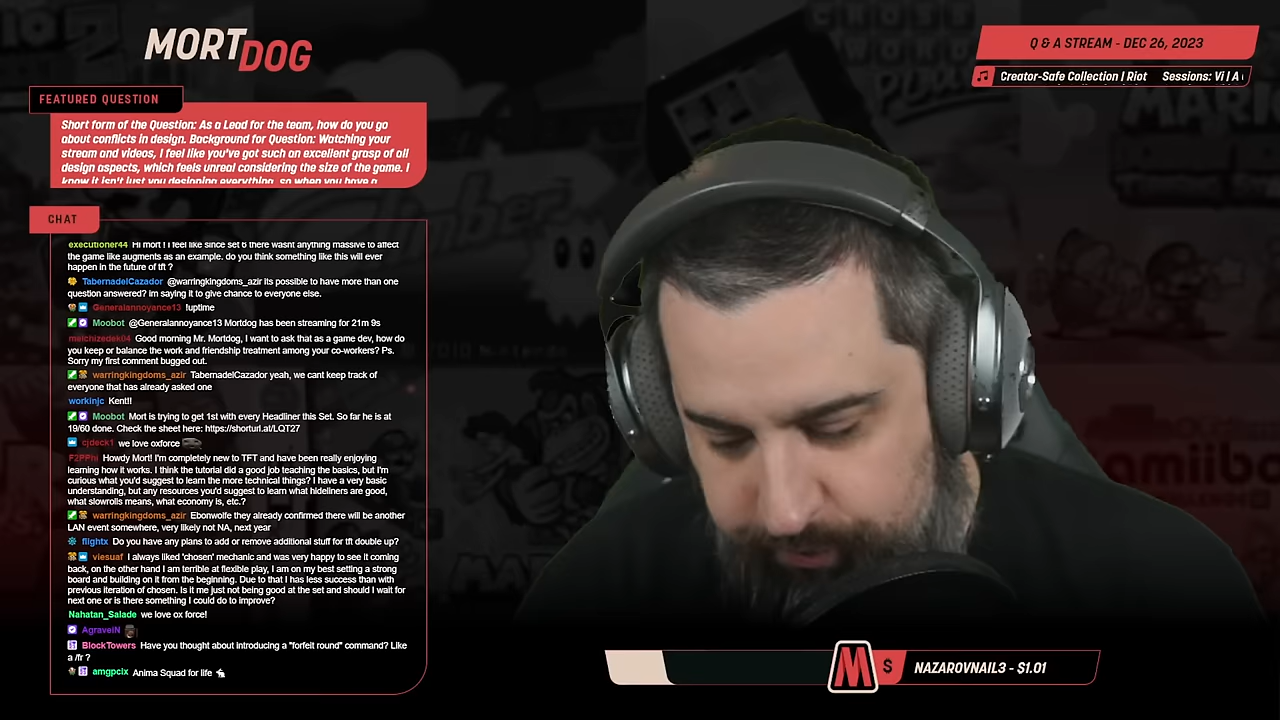 MORTDOG
Q & A STREAM - DEC 26, 2023
Creator-Safe Collection | Riot Sessions: Vi | A
FEATURED QUESTION
Short form of the Question: As a Lead for the team, how do you go
about conflicts in design. Background for Question: Watching your
stream and videos, I feel like you've got such an excellent grasp of all
design aspects, which feels unreal considering the size of the game. I
know it isn't just you designing everything, so when you have a
CHAT
executioner44 Hi mort ! i feel like since set 6 there wasnt anything massive to affect
the game like augments as an example. do you think something like this will ever
happen in the future of tft ?
TabernadelCazador @warringkingdoms_azir its possible to have more than one
question answered? im saying it to give chance to everyone else.
Generalannoyance13 !uptime
Moobot @Generalannoyance13 Mortdog has been streaming for 21m 9s
melchizedek04 Good morning Mr. Mortdog, I want to ask that as a game dev, how do
you keep or balance the work and friendship treatment among your co-workers? Ps.
Sorry my first comment bugged out.
warringkingdoms_azir TabernadelCazador yeah, we cant keep track of
everyone that has already asked one
workinjc Kent!!
Moobot Mort is trying to get 1st with every Headliner this Set. So far he is at
19/60 done. Check the sheet here: https://shorturl.at/LQT27
cjdeck1 we love oxforce
F2PPhi Howdy Mort! I'm completely new to TFT and have been really enjoying
learning how it works. I think the tutorial did a good job teaching the basics, but I'm
curious what you'd suggest to learn the more technical things? I have a very basic
understanding, but any resources you'd suggest to learn what hideliners are good,
what slowrolls means, what economy is, etc.?
warringkingdoms_azir Ebonwolfe they already confirmed there will be another
LAN event somewhere, very likely not NA, next year
flightx Do you have any plans to add or remove additional stuff for tft double up?
viesuaf I always liked 'chosen' mechanic and was very happy to see it coming
back, on the other hand I am terrible at flexible play, I am on my best setting a strong
board and building on it from the beginning. Due to that I has less success than with
previous iteration of chosen. Is it me just not being good at the set and should I wait for
next one or is there something I could do to improve?
Nahatan_Salade we love ox force!
AgravelN
BlockTowers Have you thought about introducing a "forfeit round" command? Like
a /fr ?
amgpcix Anima Squad for life
M $ NAZAROVNAIL3 - $1.01
amiibo